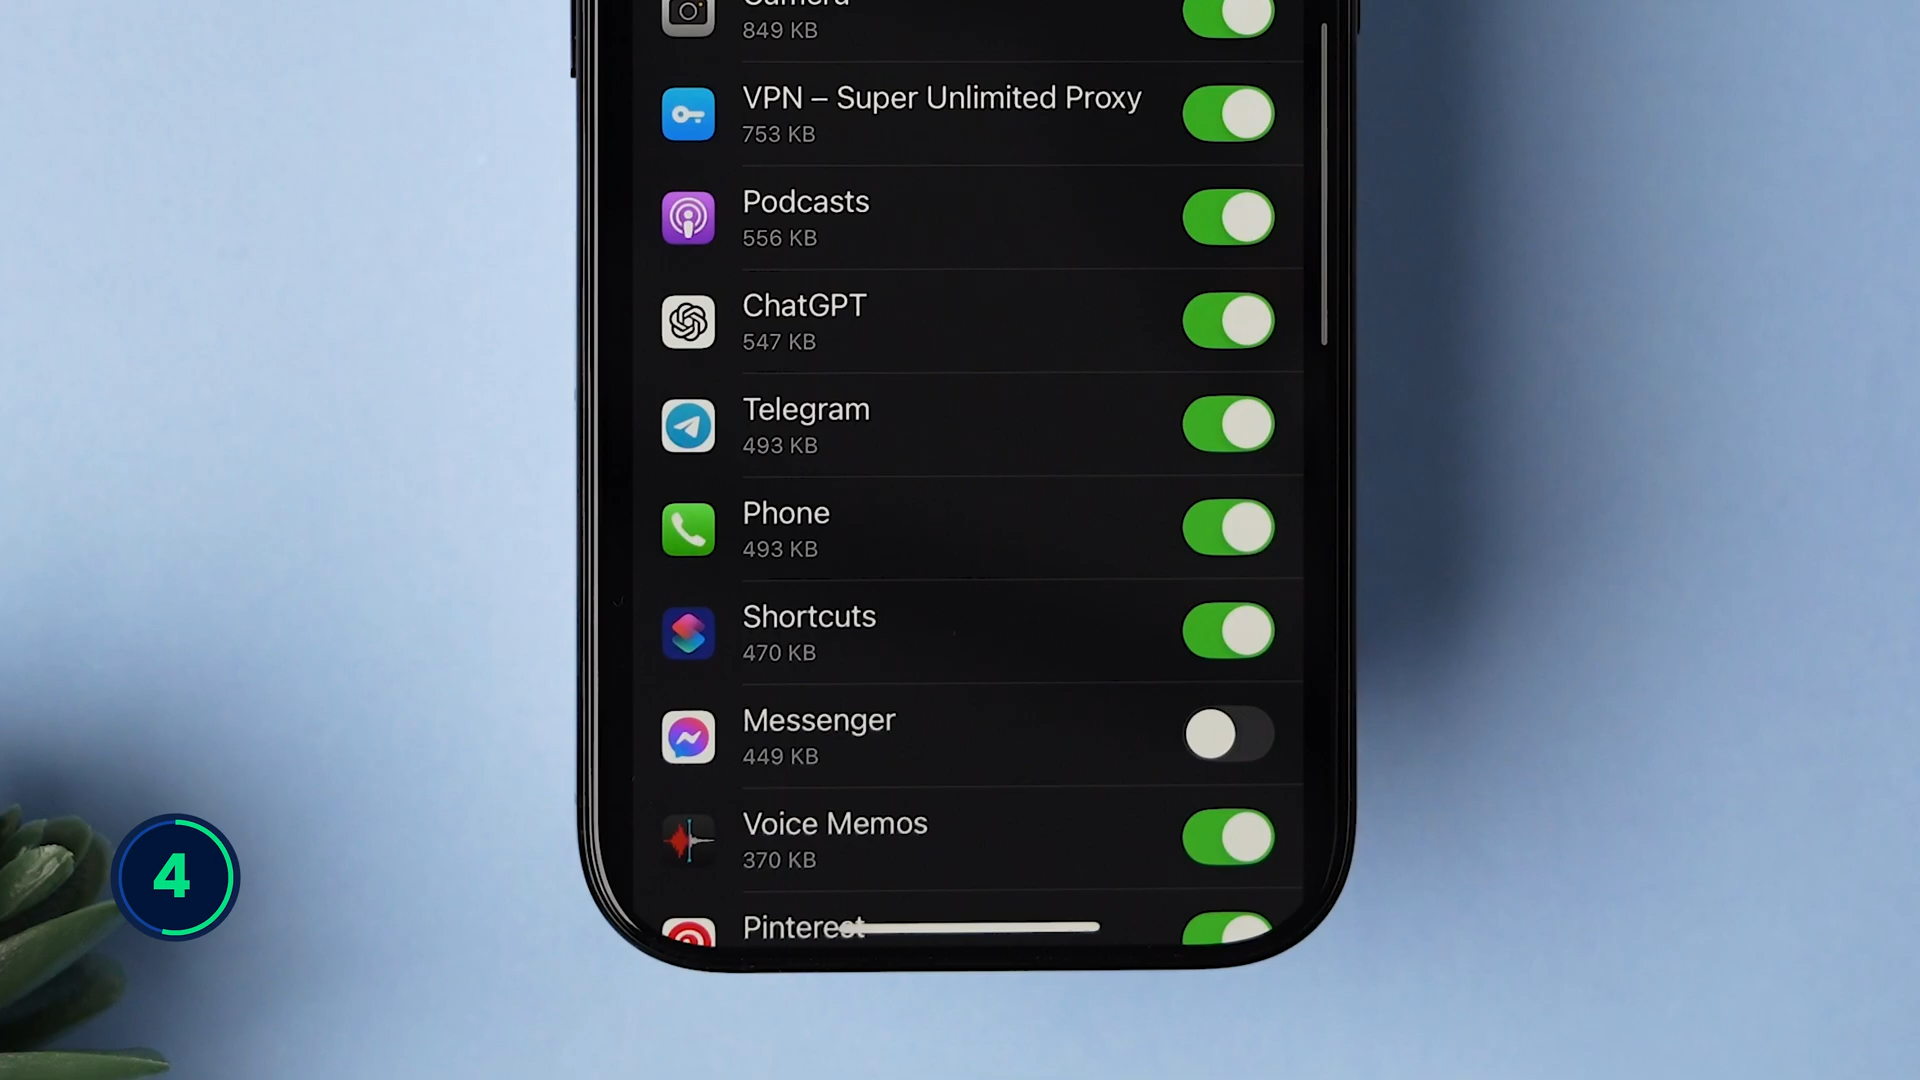 Camera
849 KB
VPN – Super Unlimited Proxy
753 KB
Podcasts
556 KB
ChatGPT
547 KB
Telegram
493 KB
Phone
493 KB
Shortcuts
470 KB
Messenger
449 KB
Voice Memos
370 KB
Pinterest
4